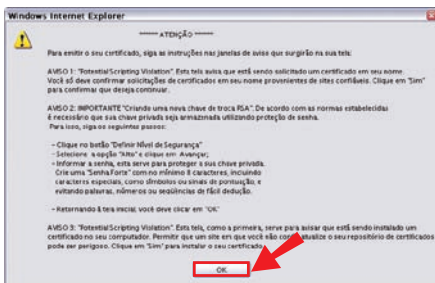 Windows Internet Explorer
------ ATENÇÃO ------
Para emitir o seu certificado, siga as instruções nas janelas de aviso que surgirão na sua tela:
AVISO 1: "Potential Scripting Violation". Esta tela avisa que está sendo solicitado um certificado em seu nome.
Você só deve confirmar solicitações de certificados em seu nome provenientes de sites confiáveis. Clique em "Sim"
para confirmar que deseja continuar.
AVISO 2: IMPORTANTE "Criando uma nova chave de troca RSA". De acordo com as normas estabelecidas
é necessário que sua chave privada seja armazenada utilizando proteção de senha.
Para isso, siga os seguintes passos:
- Clique no botão "Definir Nível de Segurança"
- Selecione a opção "Alto" e clique em Avançar;
- Informar a senha, esta serve para proteger a sua chave privada.
Crie uma "Senha Forte" com no mínimo 8 caracteres, incluindo
caracteres especiais, como símbolos ou sinais de pontuação, e
evitando palavras, números ou seqüências de fácil dedução.
- Retornando à tela inicial, você deve clicar em "OK"
AVISO 3: "Potential Scripting Violation". Esta tela, como a primeira, serve para avisar que está sendo instalado um
certificado no seu computador. Permitir que um site em que você não confia atualize o seu repositório de certificados
pode ser perigoso. Clique em "Sim" para instalar o seu certificado.
OK